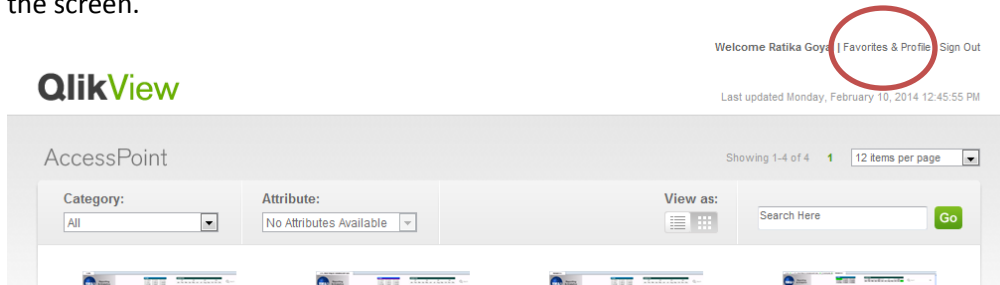 the screen.
Welcome Ratika Goyal | Favorites & Profile | Sign Out
QlikView
Last updated Monday, February 10, 2014 12:45:55 PM
AccessPoint
Showing 1-4 of 4 1 12 items per page
Category: Attribute: View as:
All No Attributes Available Search Here Go